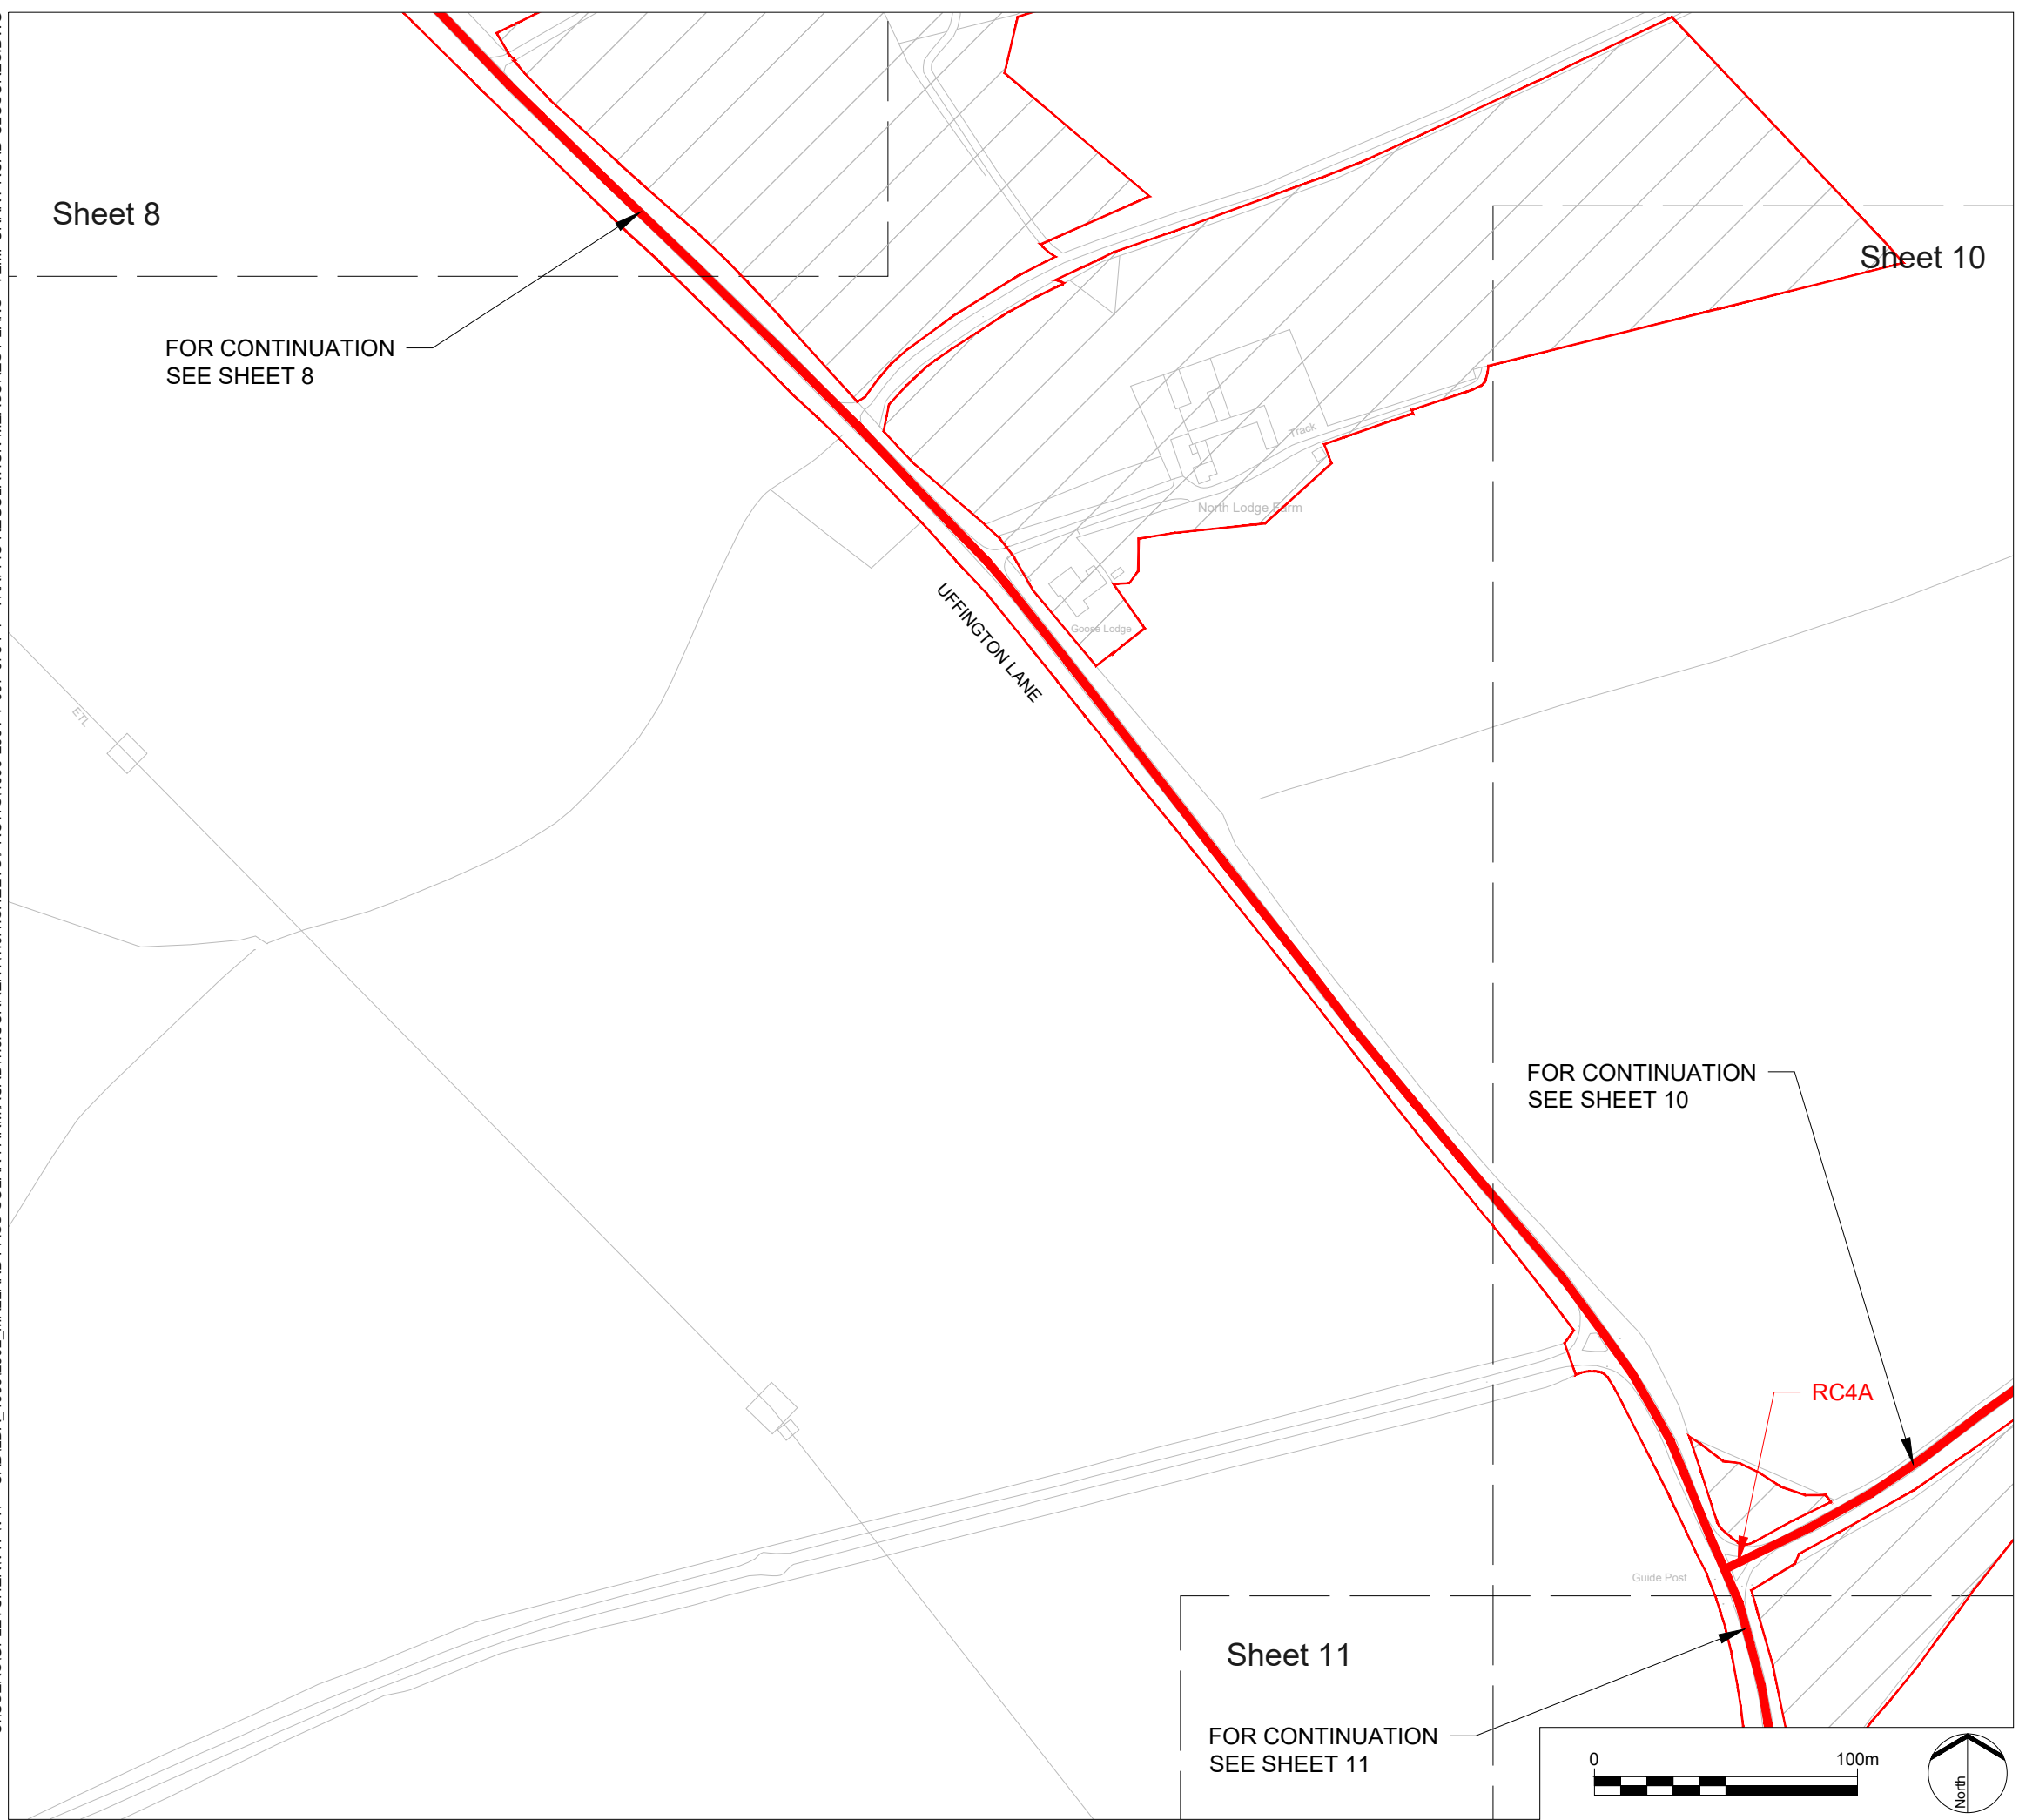 Sheet 8
Sheet 10
FOR CONTINUATION
SEE SHEET 8
Track
North Lodge Farm
Goose Lodge
UFFINGTON LANE
ETL
FOR CONTINUATION
SEE SHEET 10
RC4A
Guide Post
Sheet 11
FOR CONTINUATION
SEE SHEET 11
0
100m
North